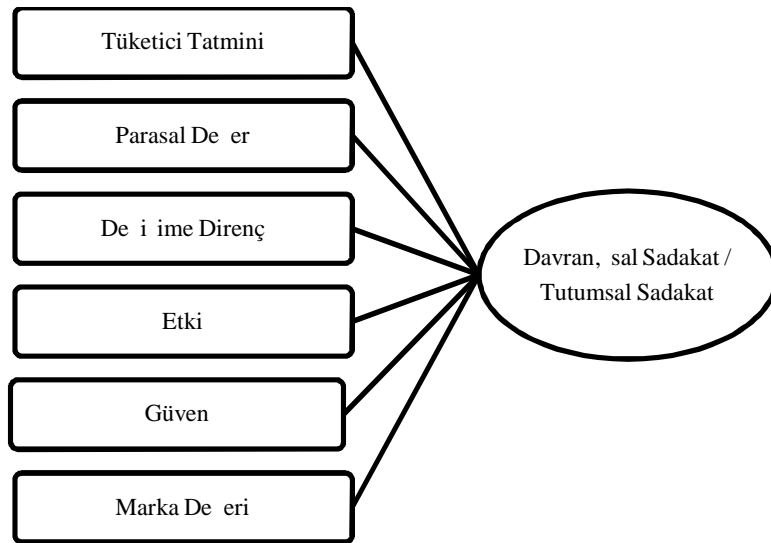 Tüketici Tatmini
Parasal De er
De i ime Direnç
Etki
Güven
Marka De eri
Davran, sal Sadakat /
Tutumsal Sadakat